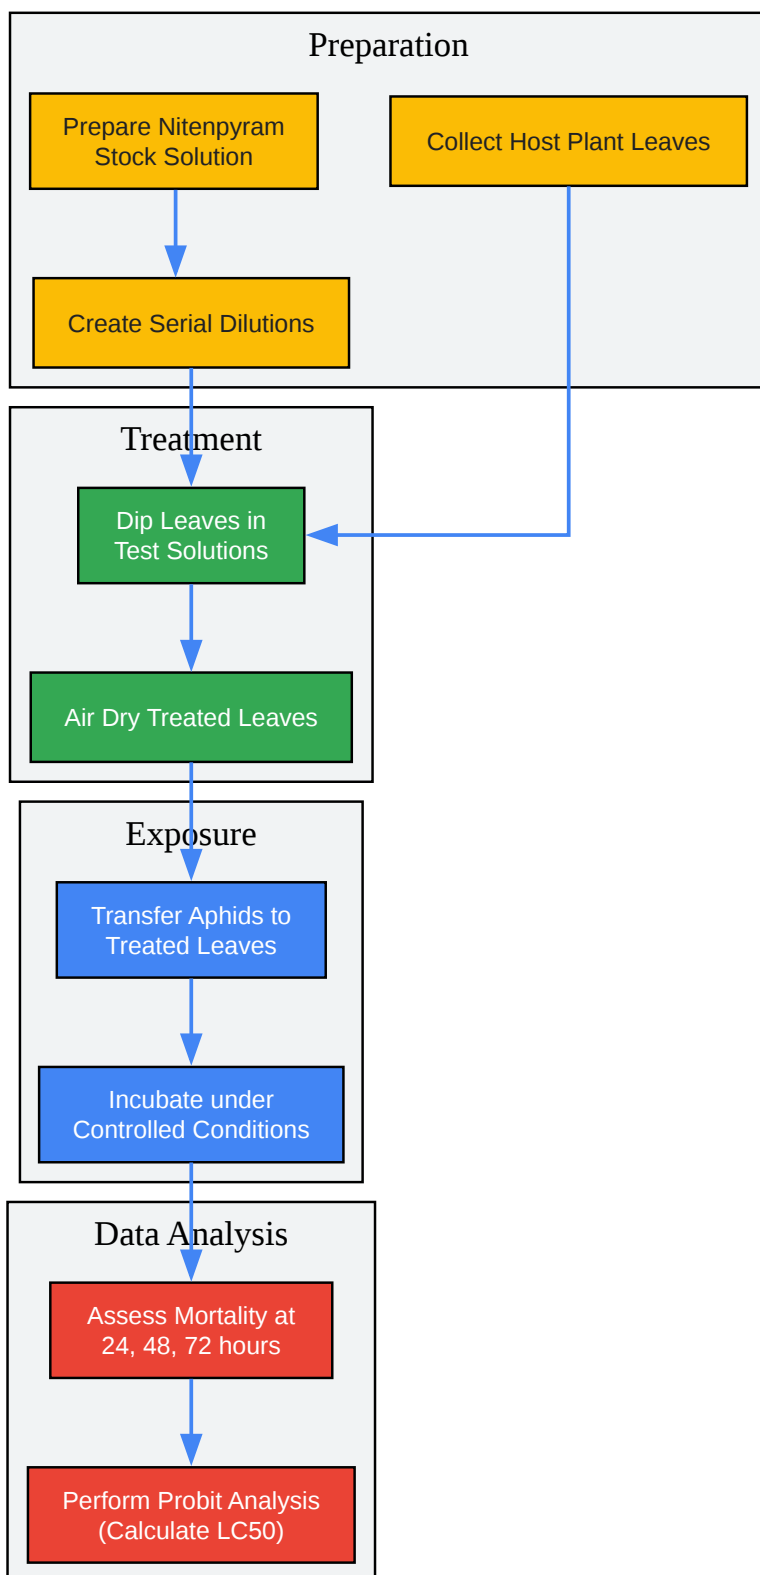 Preparation
Prepare Nitenpyram
Stock Solution
Collect Host Plant Leaves
Create Serial Dilutions
Treatment
Dip Leaves in
Test Solutions
Air Dry Treated Leaves
Exposure
Transfer Aphids to
Treated Leaves
Incubate under
Controlled Conditions
Data Analysis
Assess Mortality at
24, 48, 72 hours
Perform Probit Analysis
(Calculate LC50)